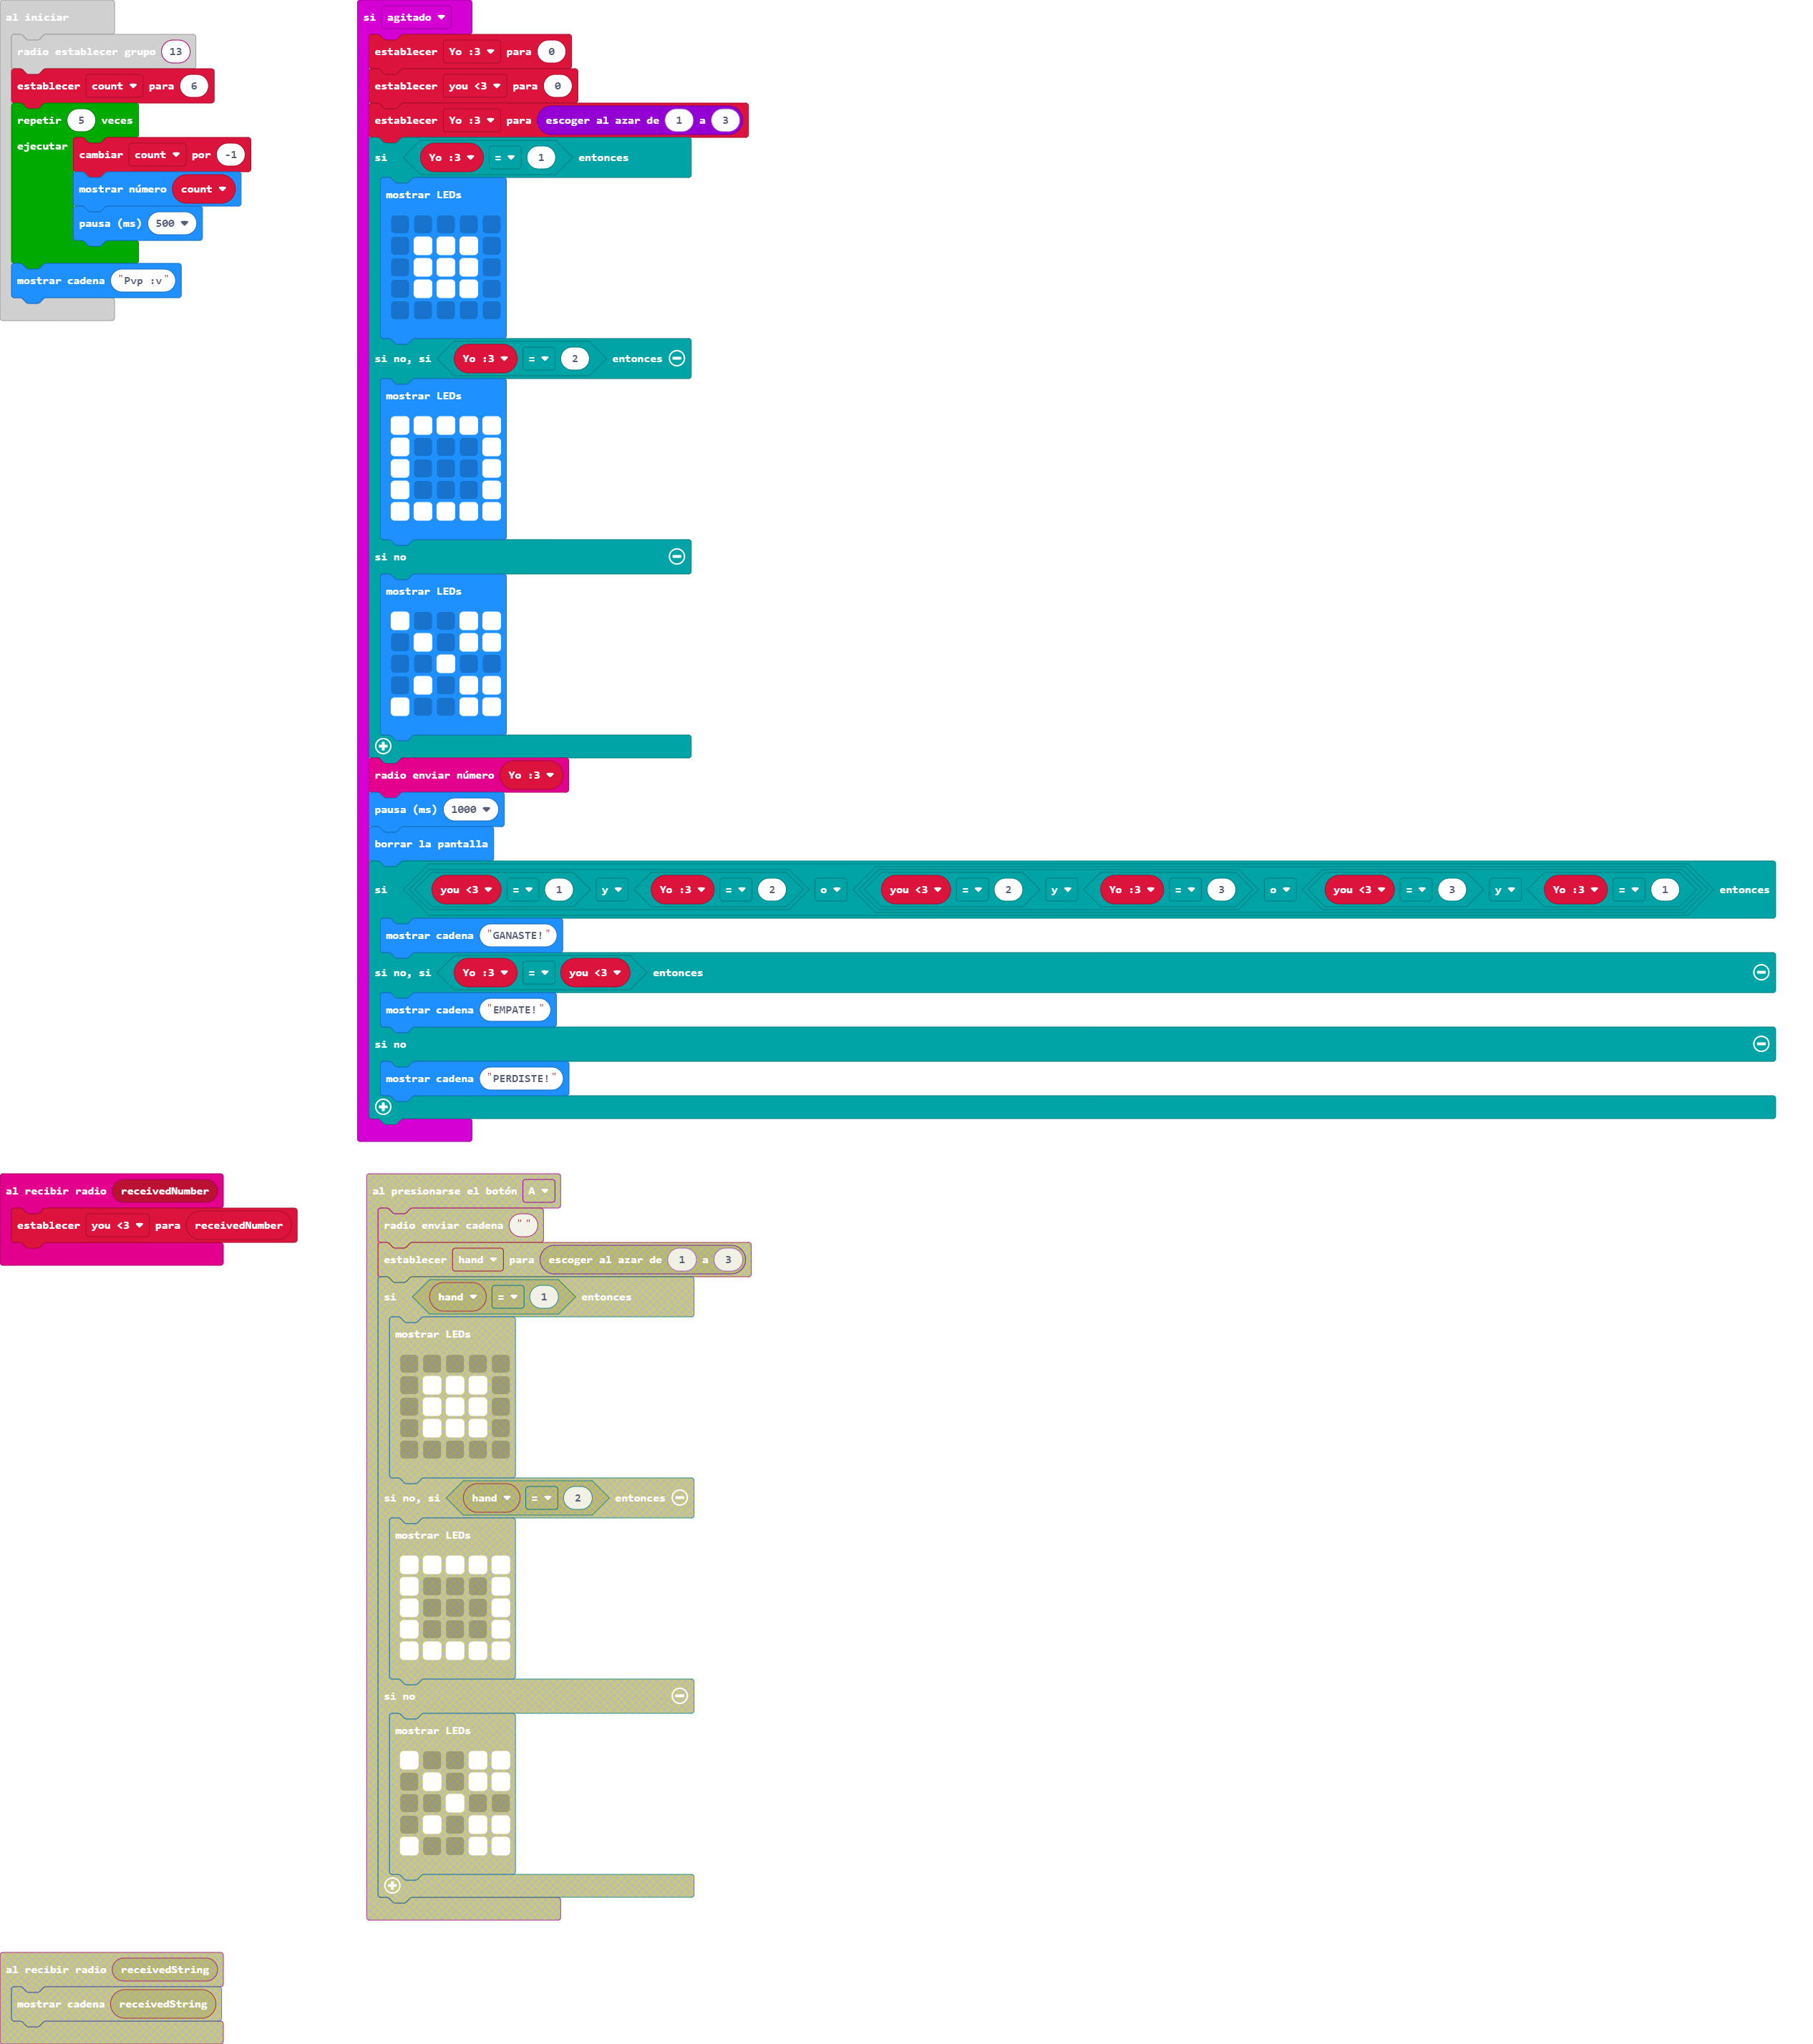 al iniciar
radio establecer grupo 13
establecer count para 6
repetir 5 veces
ejecutar
cambiar count por -1
mostrar número count
pausa (ms) 500
mostrar cadena "Pvp :v"
si agitado
establecer Yo :3 para 0
establecer you <3 para 0
establecer Yo :3 para escoger al azar de 1 a 3
si Yo :3 = 1 entonces
mostrar LEDs
si no, si Yo :3 = 2 entonces
mostrar LEDs
si no
mostrar LEDs
radio enviar número Yo :3
pausa (ms) 1000
borrar la pantalla
si you <3 = 1 y Yo :3 = 2 o you <3 = 2 y Yo :3 = 3 o you <3 = 3 y Yo :3 = 1 entonces
mostrar cadena "GANASTE!"
si no, si Yo :3 = you <3 entonces
mostrar cadena "EMPATE!"
si no
mostrar cadena "PERDISTE!"
al recibir radio receivedNumber
establecer you <3 para receivedNumber
al presionarse el botón A
radio enviar cadena ""
establecer hand para escoger al azar de 1 a 3
si hand = 1 entonces
mostrar LEDs
si no, si hand = 2 entonces
mostrar LEDs
si no
mostrar LEDs
al recibir radio receivedString
mostrar cadena receivedString